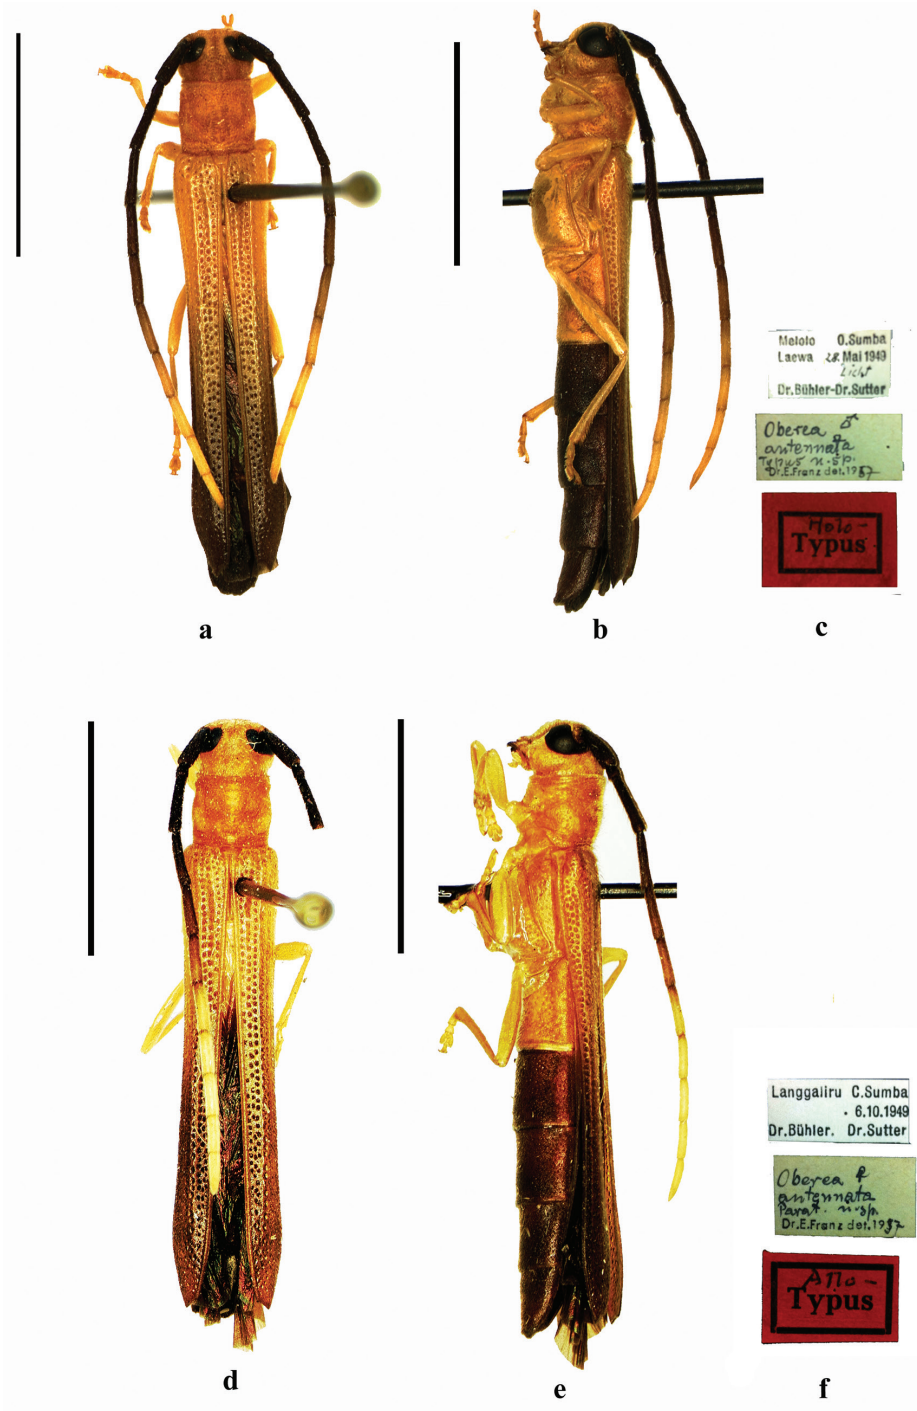 Melolo O.Sumba
Laewa 28. Mai 1949
Licht
Dr.Bühler-Dr.Sutter
Oberea ♂
antennata
Typus n. sp.
Dr.E.Franz det.1957
Holo-
Typus
a
b
c
Langgaliru C.Sumba
. 6.10.1949
Dr.Bühler. Dr.Sutter
Oberea ♀
antennata
Parat. n. sp.
Dr.E.Franz det.1957
Allo-
Typus
d
e
f